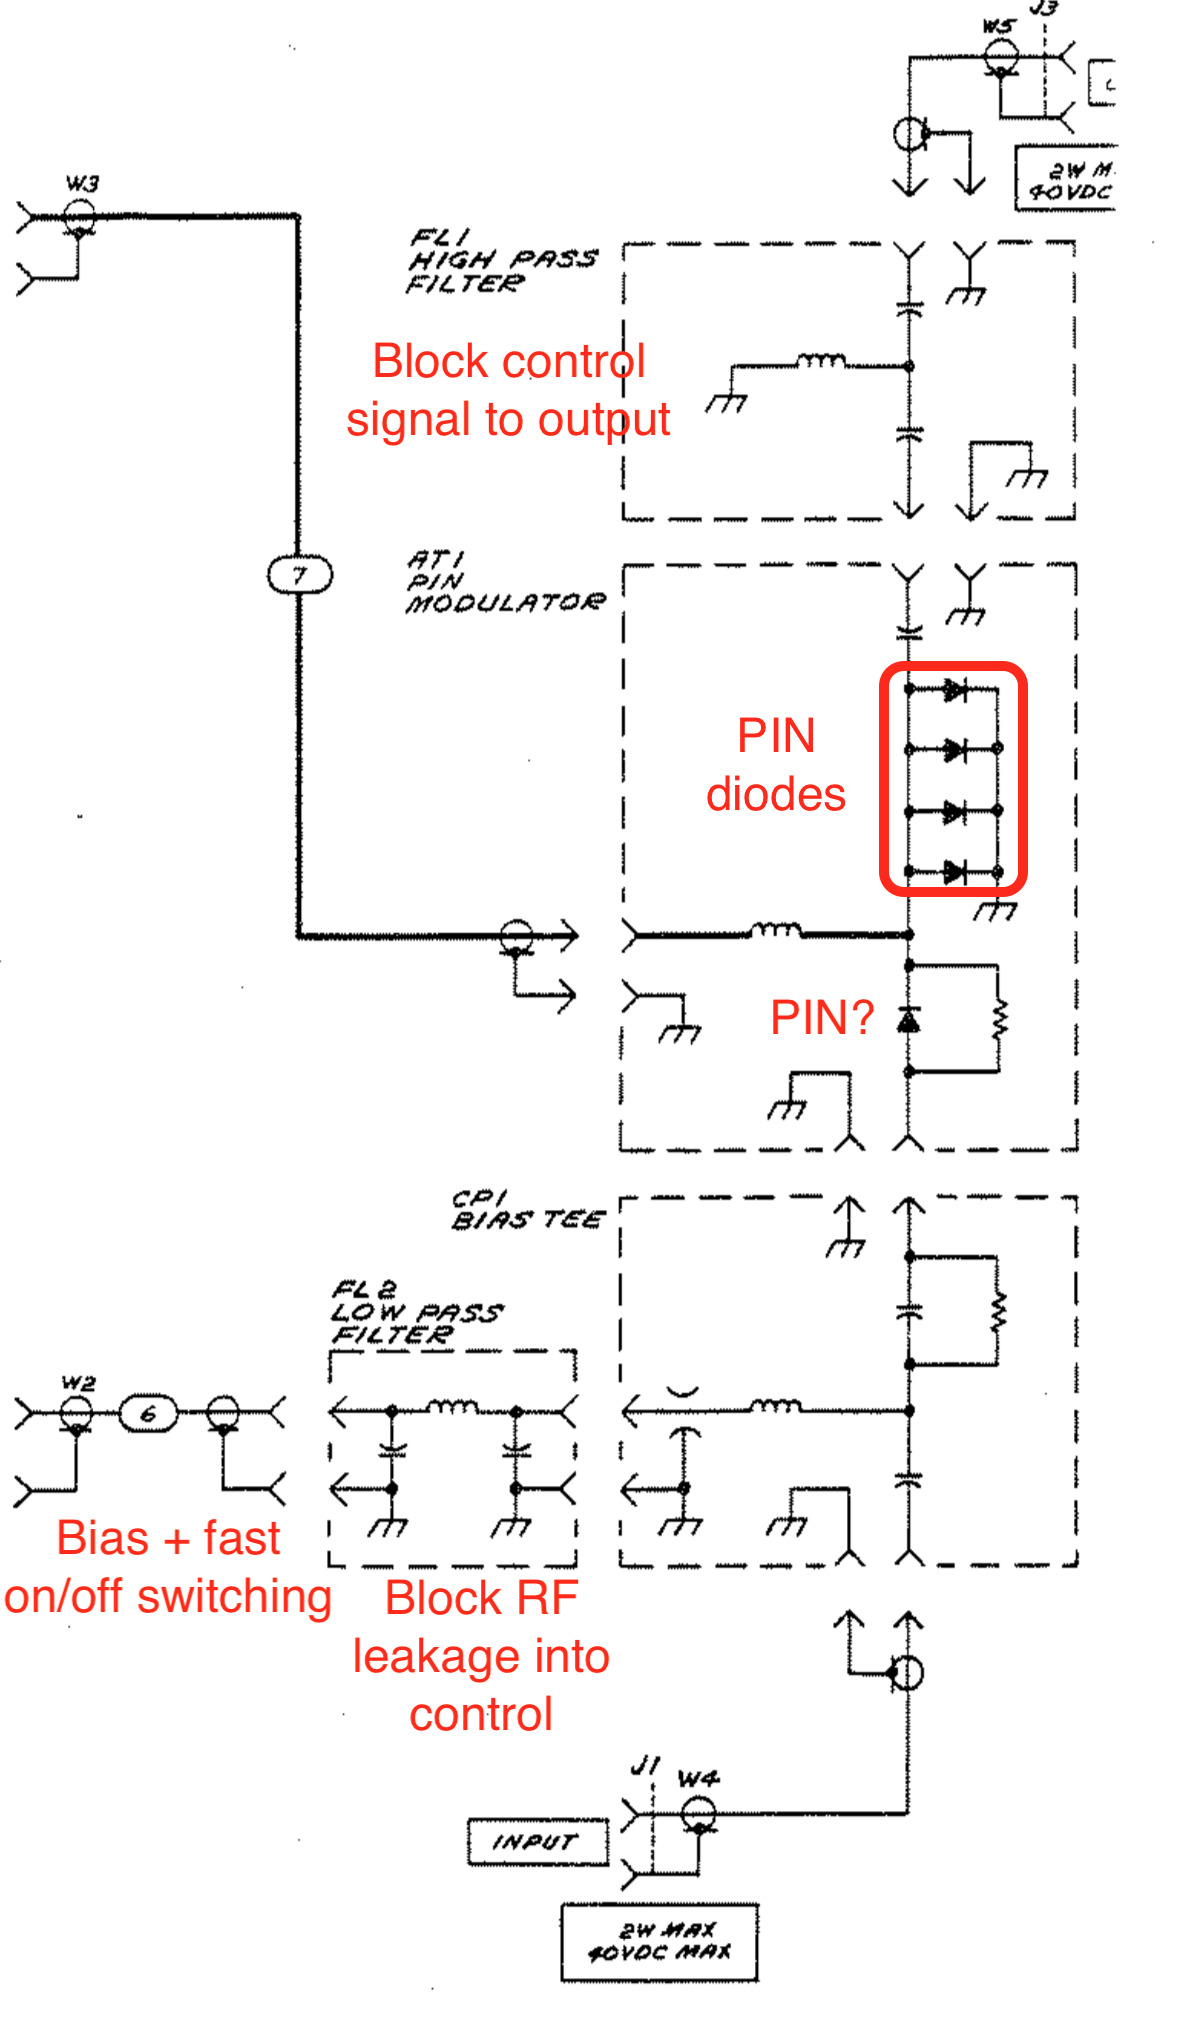 J3
W5
2W M
40VDC
W3
FL1
HIGH PASS
FILTER
Block control
signal to output
7
AT1
PIN
MODULATOR
PIN
diodes
PIN?
CP1
BIAS TEE
FL2
LOW PASS
FILTER
W2
6
Bias + fast
on/off switching
Block RF
leakage into
control
J1
W4
INPUT
2W MAX
40VDC MAX